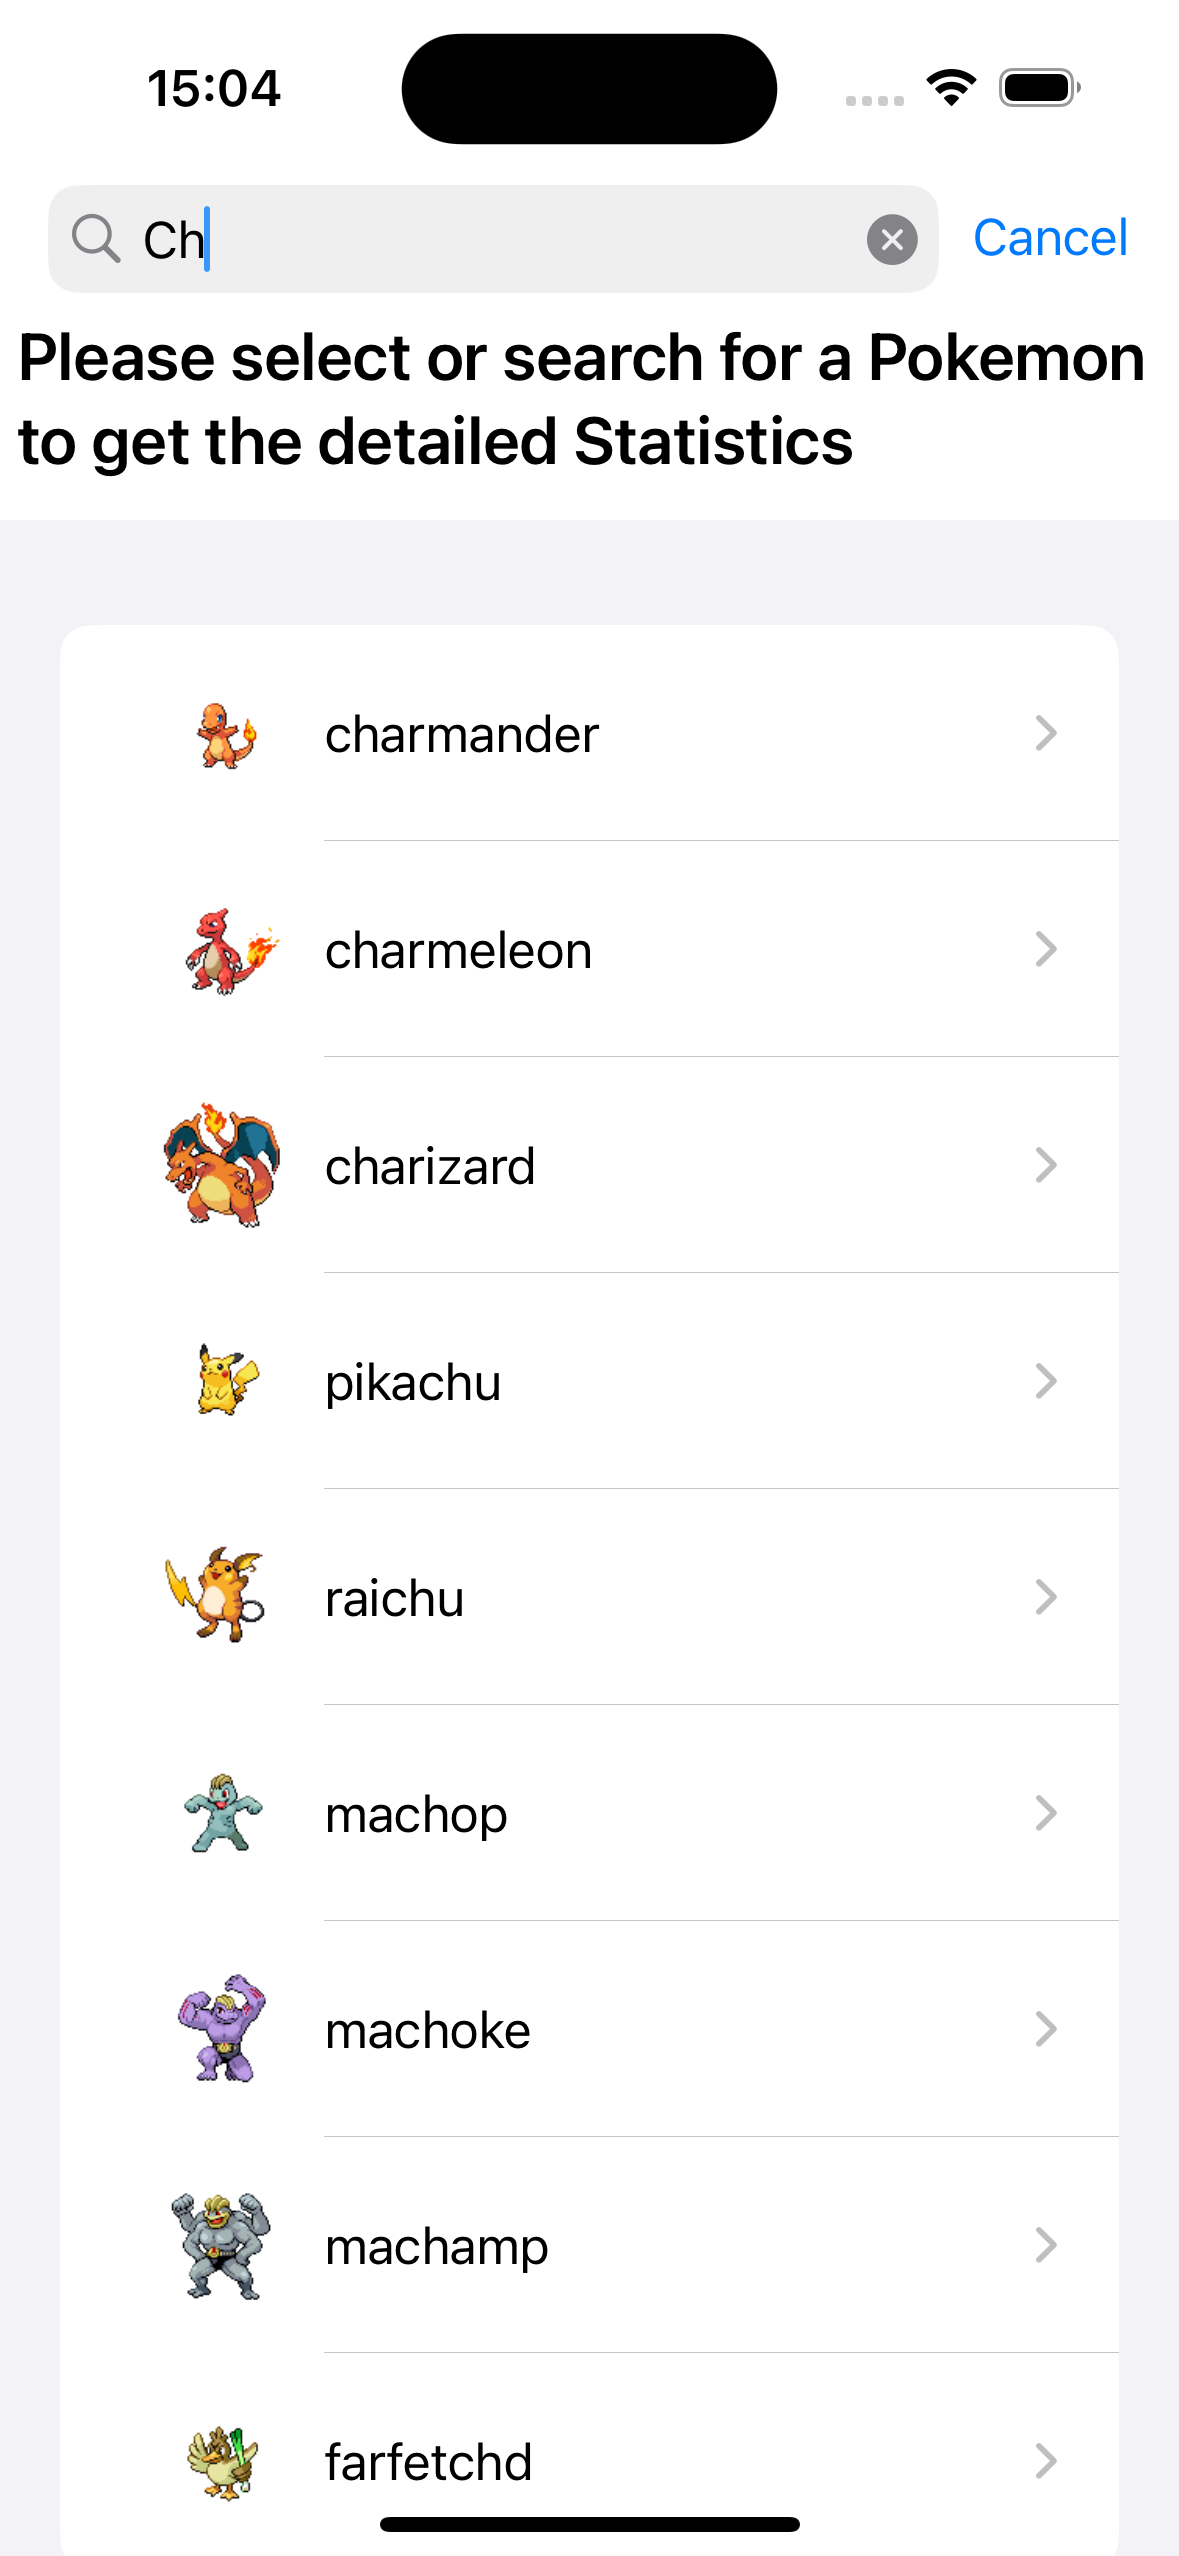 15:04
Ch
Cancel
Please select or search for a Pokemon
to get the detailed Statistics
charmander
charmeleon
charizard
pikachu
raichu
machop
machoke
machamp
farfetchd